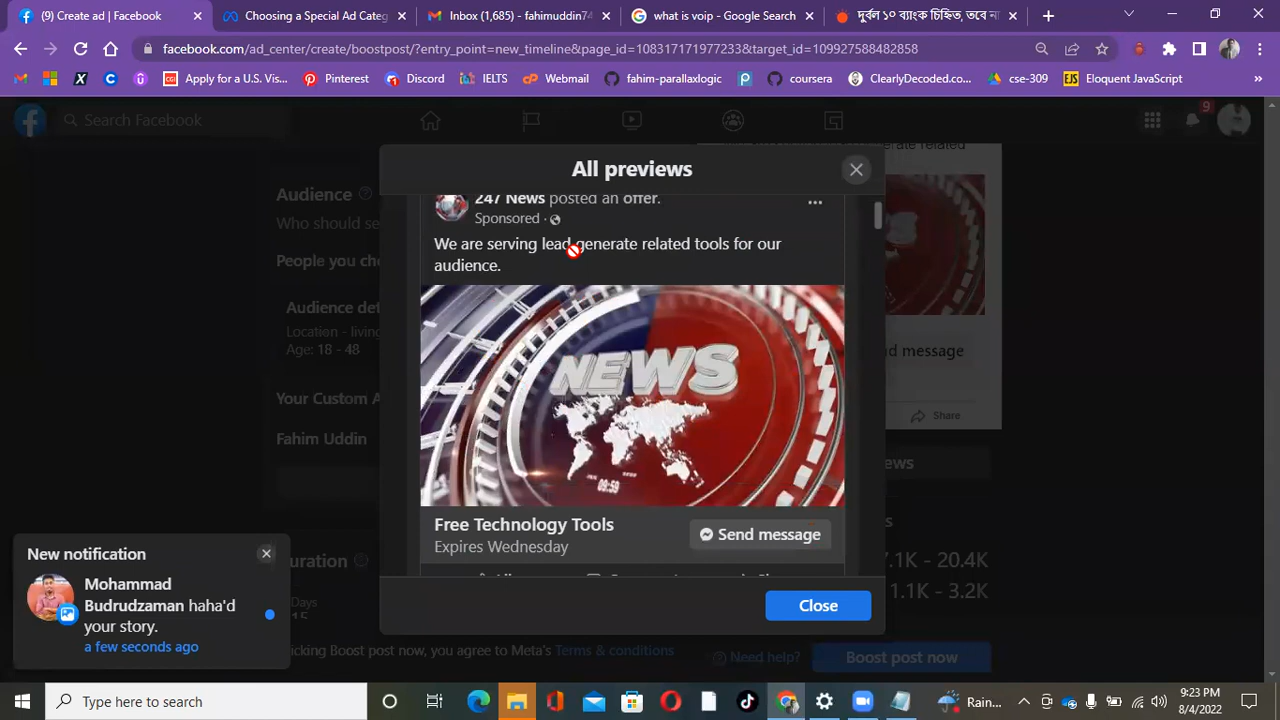 (9) Create ad | Facebook
Choosing a Special Ad Categ
Inbox (1,685) - fahimuddin74
what is voip - Google Search
দুর্বল ১০ ব্যাংক চিহ্নিত, তবে না
facebook.com/ad_center/create/boostpost/?entry_point=new_timeline&page_id=108317171977233&target_id=109927588482858
Apply for a U.S. Vis...
Pinterest
Discord
IELTS
Webmail
fahim-parallaxlogic
coursera
ClearlyDecoded.co...
cse-309
EJS
Eloquent JavaScript
»
Search Facebook
9
All previews
Audience
Who should se
People you ch
Audience det
Location - living
Age: 18 - 48
Your Custom A
Fahim Uddin
uration
Days
15
247 News posted an offer.
Sponsored ·
We are serving lead generate related tools for our
audience.
NEWS
09:59
Free Technology Tools
Expires Wednesday
Send message
Close
erate related
d message
Share
ews
s
7.1K - 20.4K
1.1K - 3.2K
icking Boost post now, you agree to Meta's Terms & conditions
Need help?
Boost post now
New notification
Mohammad
Budrudzaman haha'd
your story.
a few seconds ago
Type here to search
Rain...
9:23 PM
8/4/2022